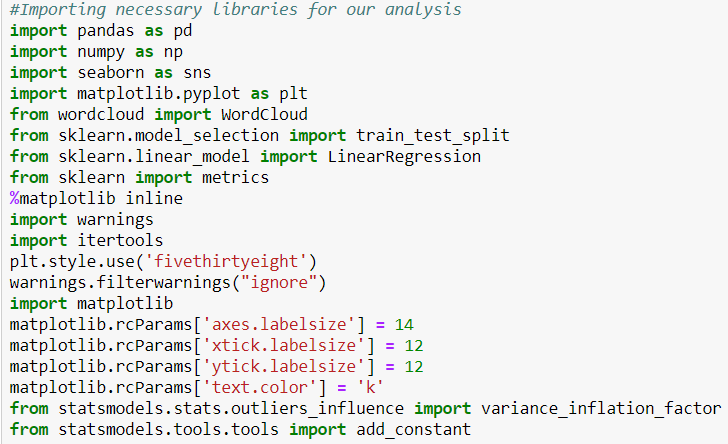 #Importing necessary libraries for our analysis
import pandas as pd
import numpy as np
import seaborn as sns
import matplotlib.pyplot as plt
from wordcloud import WordCloud
from sklearn.model_selection import train_test_split
from sklearn.linear_model import LinearRegression
from sklearn import metrics
%matplotlib inline
import warnings
import itertools
plt.style.use('fivethirtyeight')
warnings.filterwarnings("ignore")
import matplotlib
matplotlib.rcParams['axes.labelsize'] = 14
matplotlib.rcParams['xtick.labelsize'] = 12
matplotlib.rcParams['ytick.labelsize'] = 12
matplotlib.rcParams['text.color'] = 'k'
from statsmodels.stats.outliers_influence import variance_inflation_factor
from statsmodels.tools.tools import add_constant